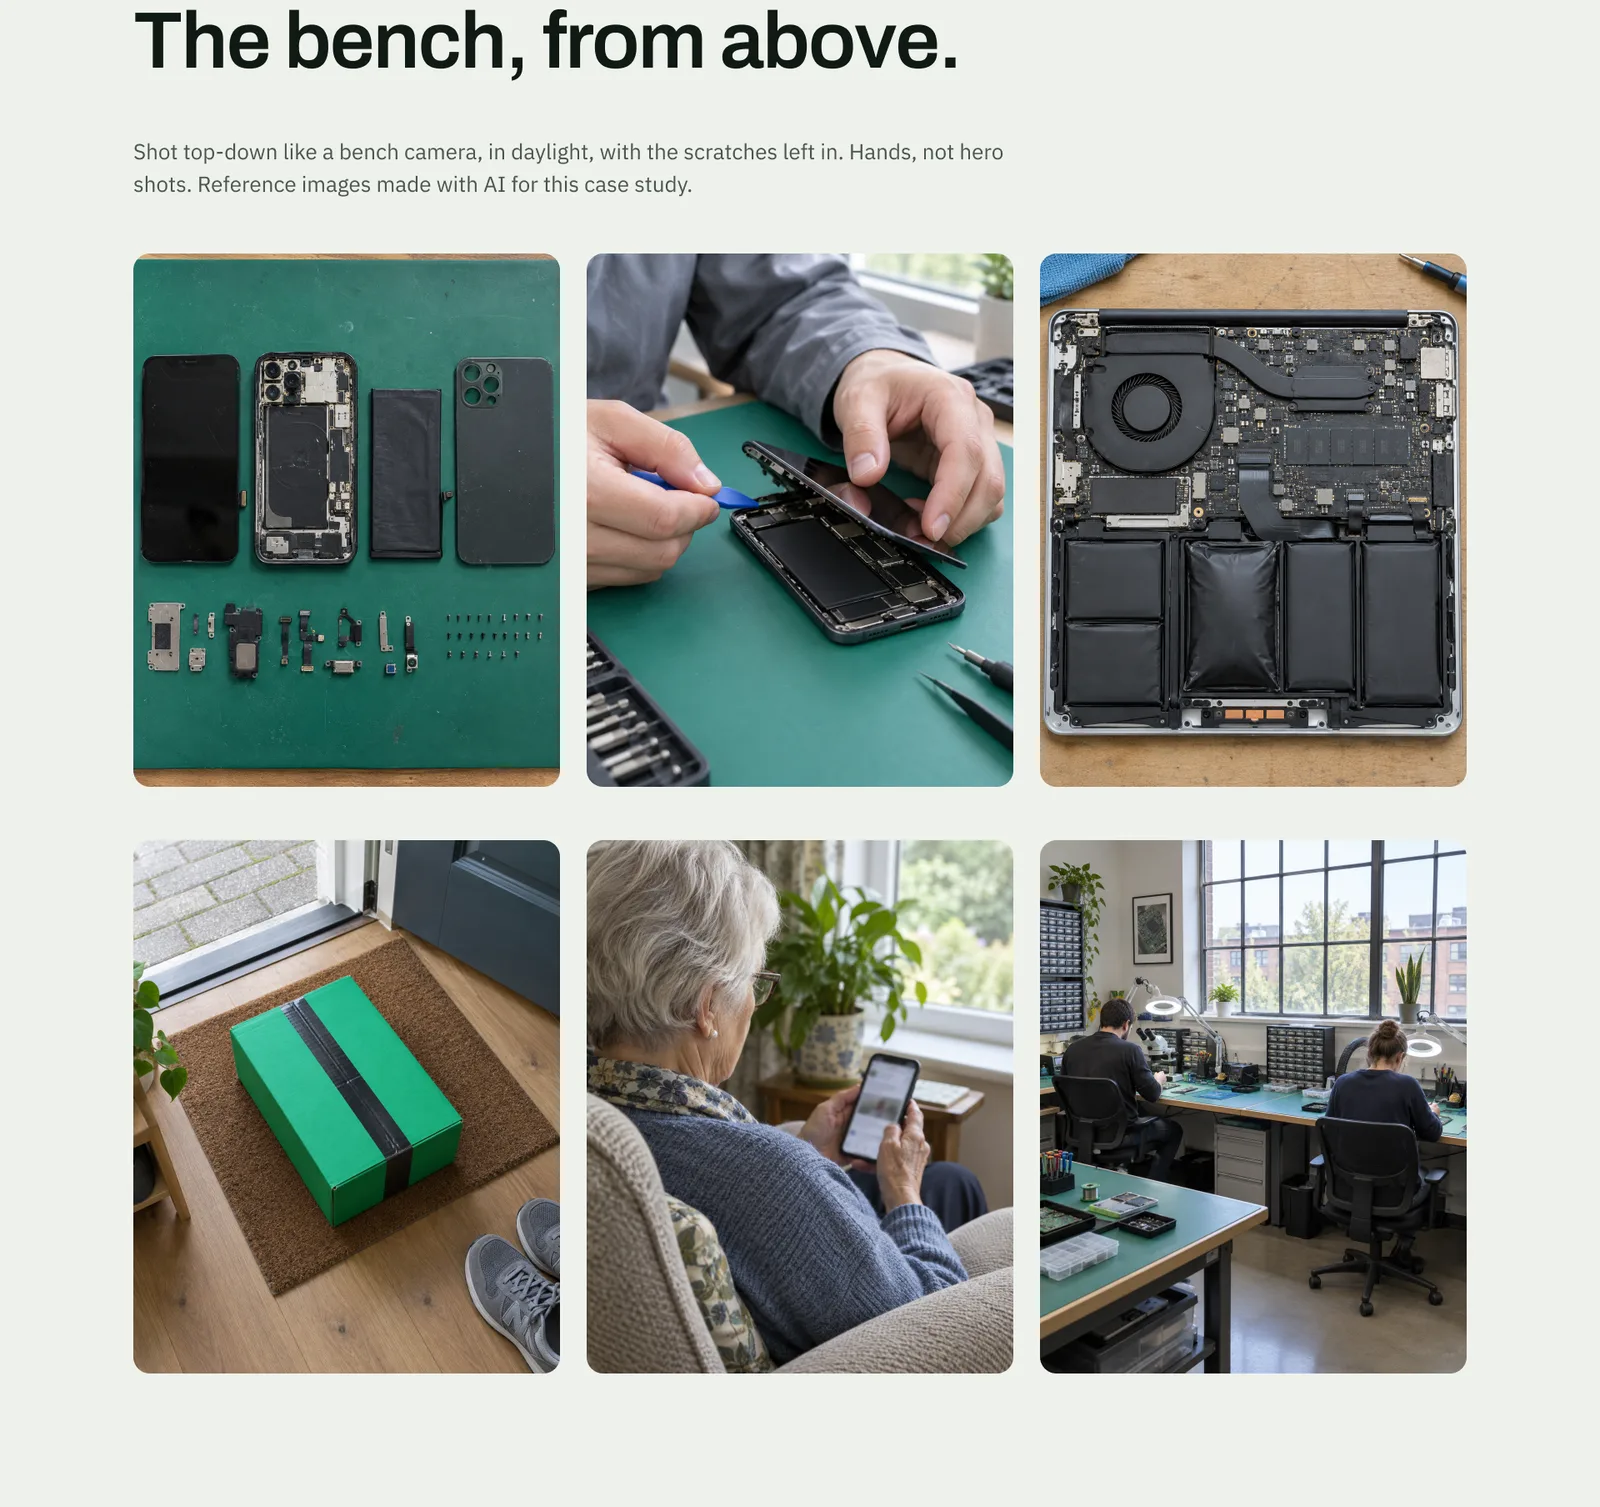 The bench, from above.
Shot top-down like a bench camera, in daylight, with the scratches left in. Hands, not hero
shots. Reference images made with AI for this case study.